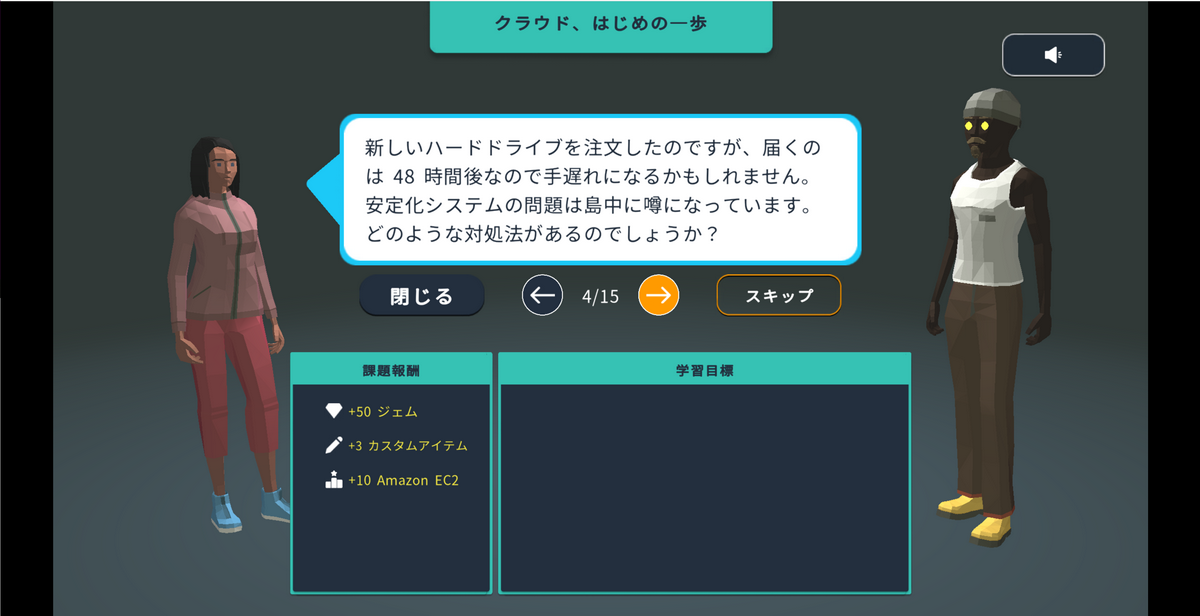 クラウド、はじめの一歩
新しいハードドライブを注文したのですが、届くの
は 48 時間後なので手遅れになるかもしれません。
安定化システムの問題は島中に噂になっています。
どのような対処法があるのでしょうか？
閉じる
4/15
スキップ
課題報酬
+50 ジェム
+3 カスタムアイテム
+10 Amazon EC2
学習目標